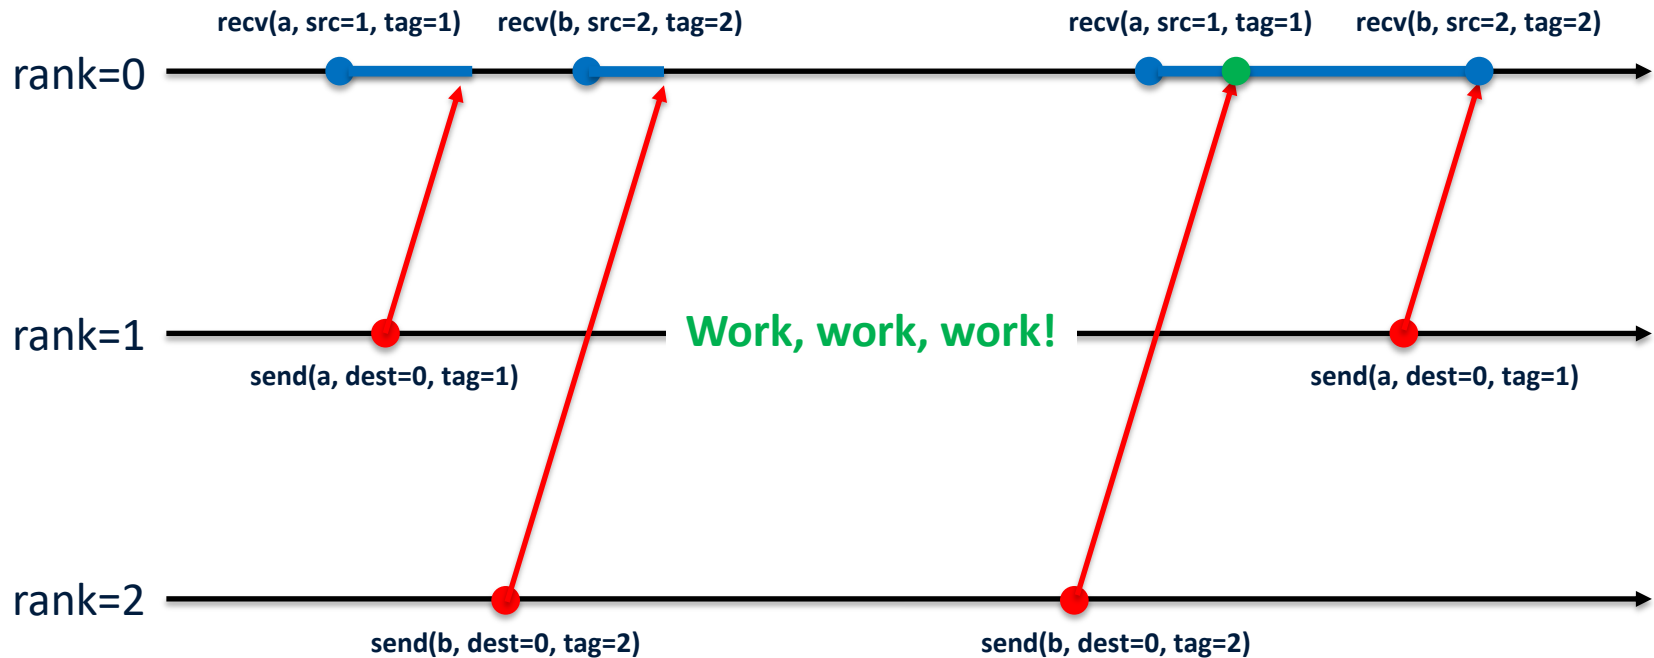 recv(a, src=1, tag=1)
recv(b, src=2, tag=2)
recv(a, src=1, tag=1)
recv(b, src=2, tag=2)
rank=0
rank=1
Work, work, work!
send(a, dest=0, tag=1)
send(a, dest=0, tag=1)
rank=2
send(b, dest=0, tag=2)
send(b, dest=0, tag=2)